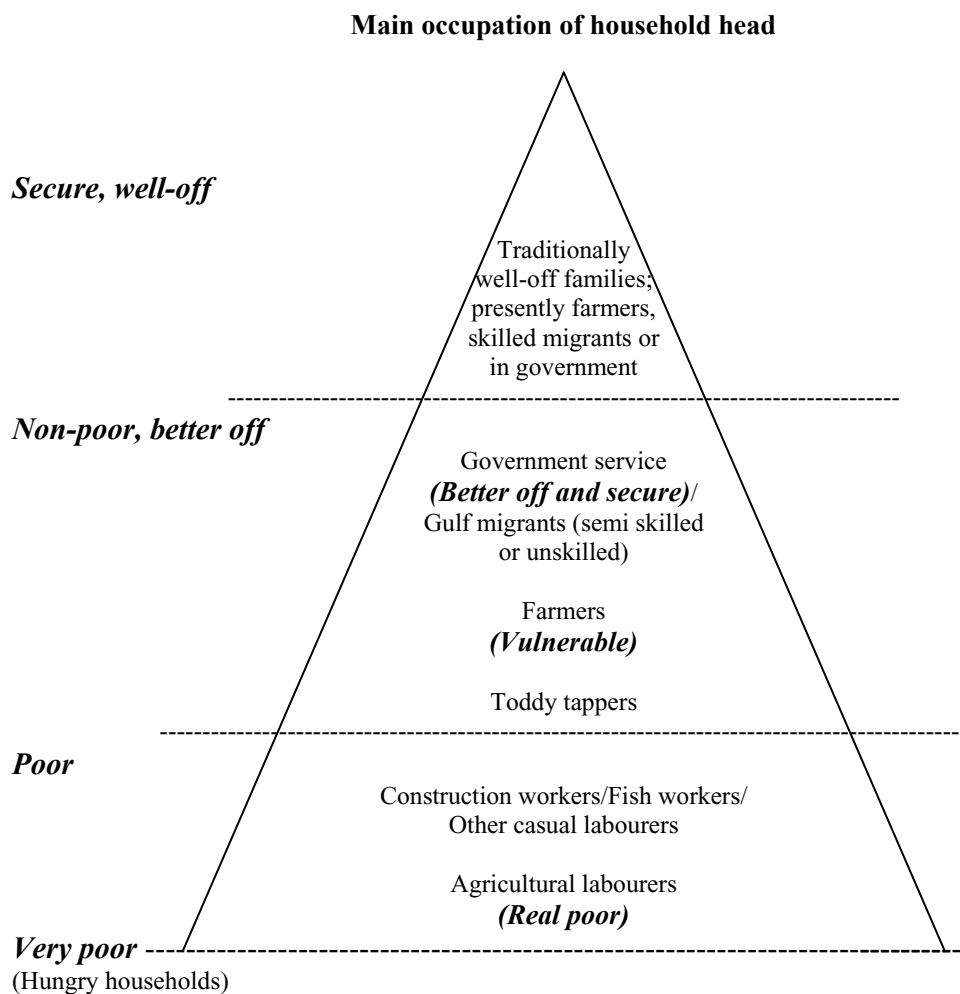 Main occupation of household head
Secure, well-off
Traditionally
well-off families;
presently farmers,
skilled migrants or
in government
Non-poor, better off
Government service
(Better off and secure)/
Gulf migrants (semi skilled
or unskilled)
Farmers
(Vulnerable)
Toddy tappers
Poor
Construction workers/Fish workers/
Other casual labourers
Agricultural labourers
(Real poor)
Very poor
(Hungry households)